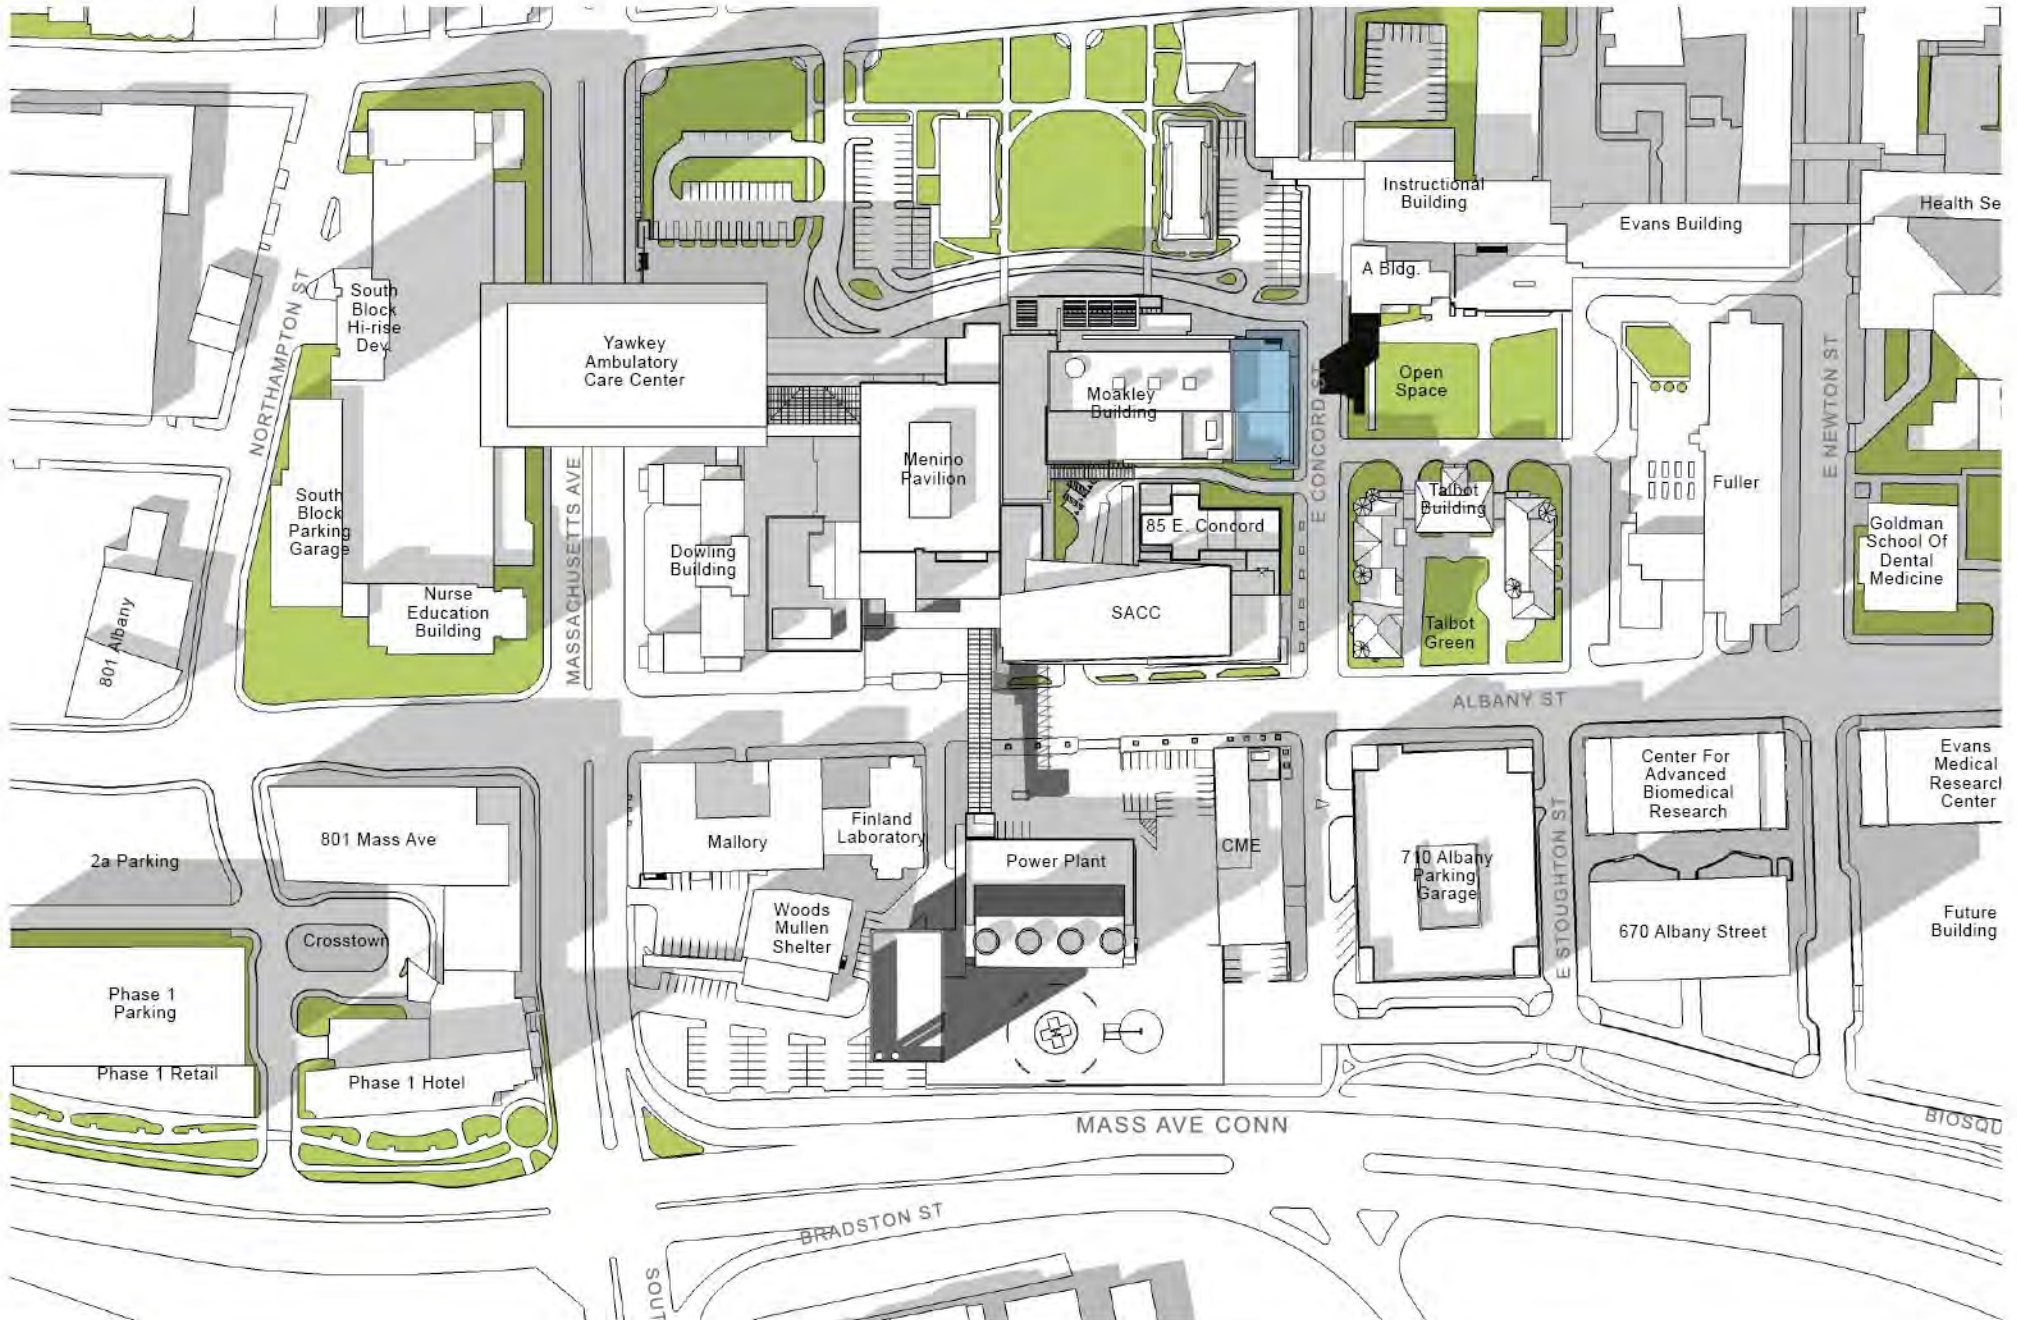 Instructional
Building
Health Se
Evans Building
A Bldg.
South
Block
Hi-rise
Dev.
NORTHAMPTON ST
Yawkey
Ambulatory
Care Center
Moakley
Building
E CONCORD ST
Open
Space
E NEWTON ST
Menino
Pavilion
Talbot
Building
Fuller
South
Block
Parking
Garage
MASSACHUSETTS AVE
Dowling
Building
85 E. Concord
Goldman
School Of
Dental
Medicine
Nurse
Education
Building
SACC
Talbot
Green
801 Albany
ALBANY ST
Center For
Advanced
Biomedical
Research
Evans
Medical
Research
Center
2a Parking
801 Mass Ave
Mallory
Finland
Laboratory
Power Plant
CME
710 Albany
Parking
Garage
E STOUGHTON ST
Woods
Mullen
Shelter
Crosstown
670 Albany Street
Future
Building
Phase 1
Parking
Phase 1 Retail
Phase 1 Hotel
MASS AVE CONN
BIOSQU
BRADSTON ST
SOUT